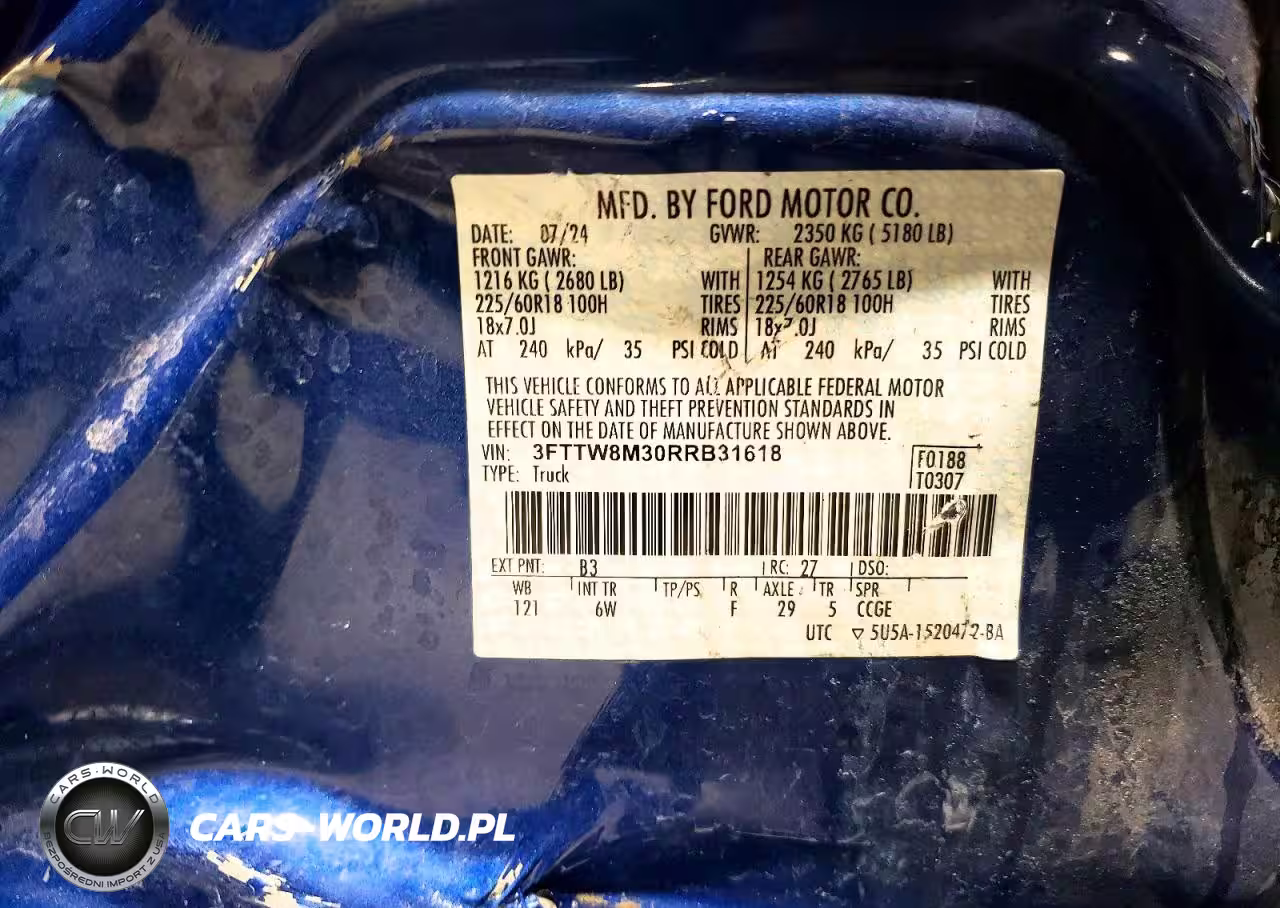 MFD. BY FORD MOTOR CO.
DATE: 07/24 GVWR: 2350 KG ( 5180 LB)
FRONT GAWR: REAR GAWR:
1216 KG ( 2680 LB) WITH 1254 KG ( 2765 LB) WITH
225/60R18 100H TIRES 225/60R18 100H TIRES
18x7.0J RIMS 18x7.0J RIMS
AT 240 kPa/ 35 PSI COLD AT 240 kPa/ 35 PSI COLD
THIS VEHICLE CONFORMS TO ALL APPLICABLE FEDERAL MOTOR
VEHICLE SAFETY AND THEFT PREVENTION STANDARDS IN
EFFECT ON THE DATE OF MANUFACTURE SHOWN ABOVE.
VIN: 3FTTW8M30RRB31618
F0188
TYPE: Truck
T0307
EXT PNT: B3 RC: 27 DSO:
WB INT TR TP/PS R AXLE TR SPR
121 6W F 29 5 CCGE
UTC ▽ 5U5A-1520472-BA
CARS-WORLD
CW
BEZPOŚREDNI IMPORT Z USA
CARS-WORLD.PL